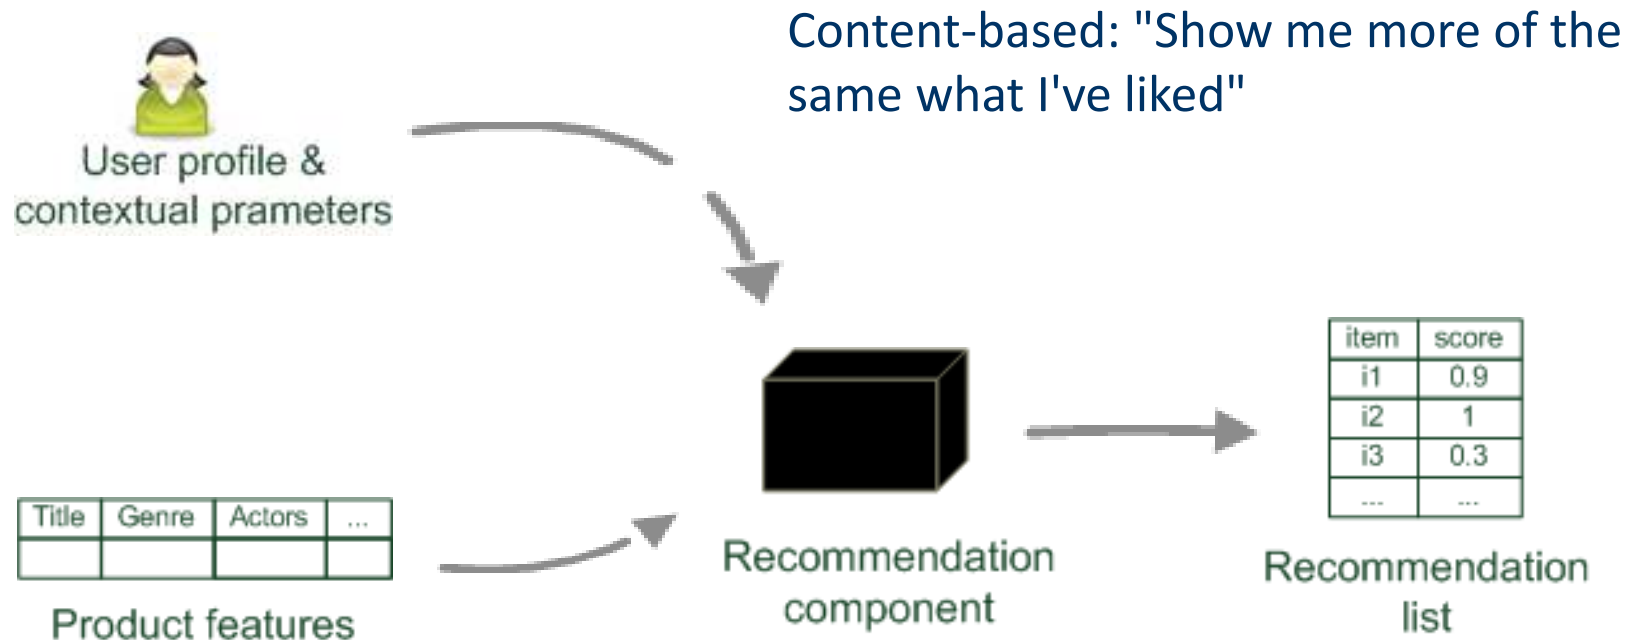 Content-based: "Show me more of the
same what I've liked"
User profile &
contextual prameters
item score
i1 0.9
i2 1
i3 0.3
... ...
Title Genre Actors ...
Product features
Recommendation
component
Recommendation
list